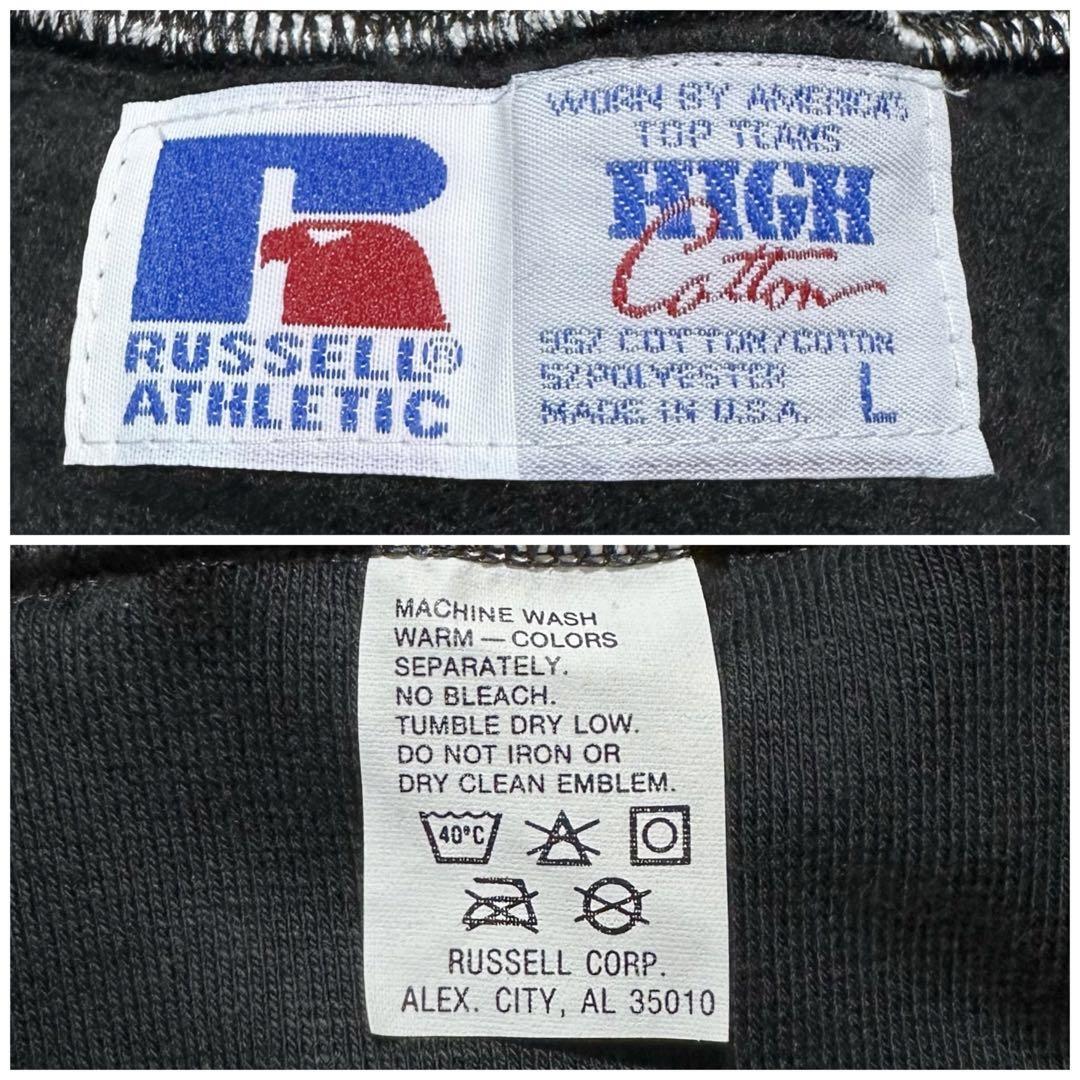 RUSSELL®
ATHLETIC
WORN BY AMERICA'S
TOP TEAMS
HIGH
Cotton
95% COTTON/COTON
5% POLYESTER
MADE IN U.S.A. L
MACHINE WASH
WARM — COLORS
SEPARATELY.
NO BLEACH.
TUMBLE DRY LOW.
DO NOT IRON OR
DRY CLEAN EMBLEM.
40°C
RUSSELL CORP.
ALEX. CITY, AL 35010